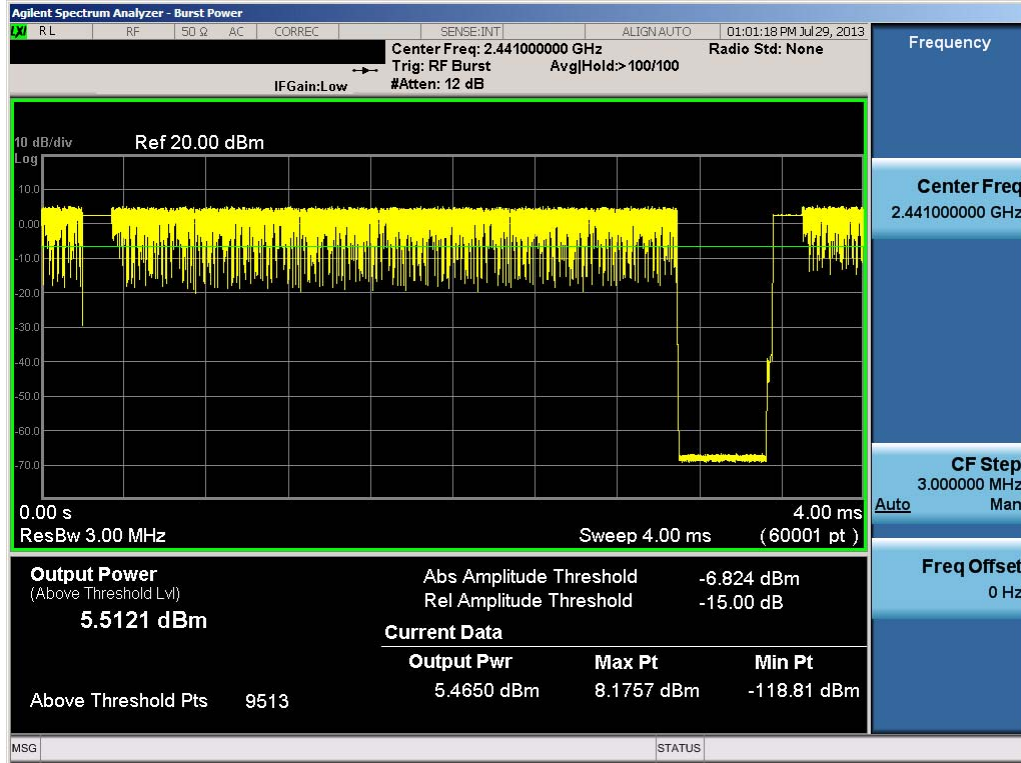 Agilent Spectrum Analyzer - Burst Power
LXI RL RF 50 Ω AC CORREC SENSE:INT ALIGN AUTO 01:01:18 PM Jul 29, 2013
Center Freq: 2.441000000 GHz Radio Std: None
Trig: RF Burst Avg|Hold:>100/100
IFGain:Low #Atten: 12 dB
10 dB/div Ref 20.00 dBm
Log
10.0
0.00
-10.0
-20.0
-30.0
-40.0
-50.0
-60.0
-70.0
0.00 s 4.00 ms
ResBw 3.00 MHz Sweep 4.00 ms (60001 pt)
Output Power
(Above Threshold Lvl)
5.5121 dBm
Above Threshold Pts 9513
Abs Amplitude Threshold -6.824 dBm
Rel Amplitude Threshold -15.00 dB
Current Data
Output Pwr Max Pt Min Pt
5.4650 dBm 8.1757 dBm -118.81 dBm
MSG STATUS
Frequency
Center Freq
2.441000000 GHz
CF Step
3.000000 MHz
Auto Man
Freq Offset
0 Hz